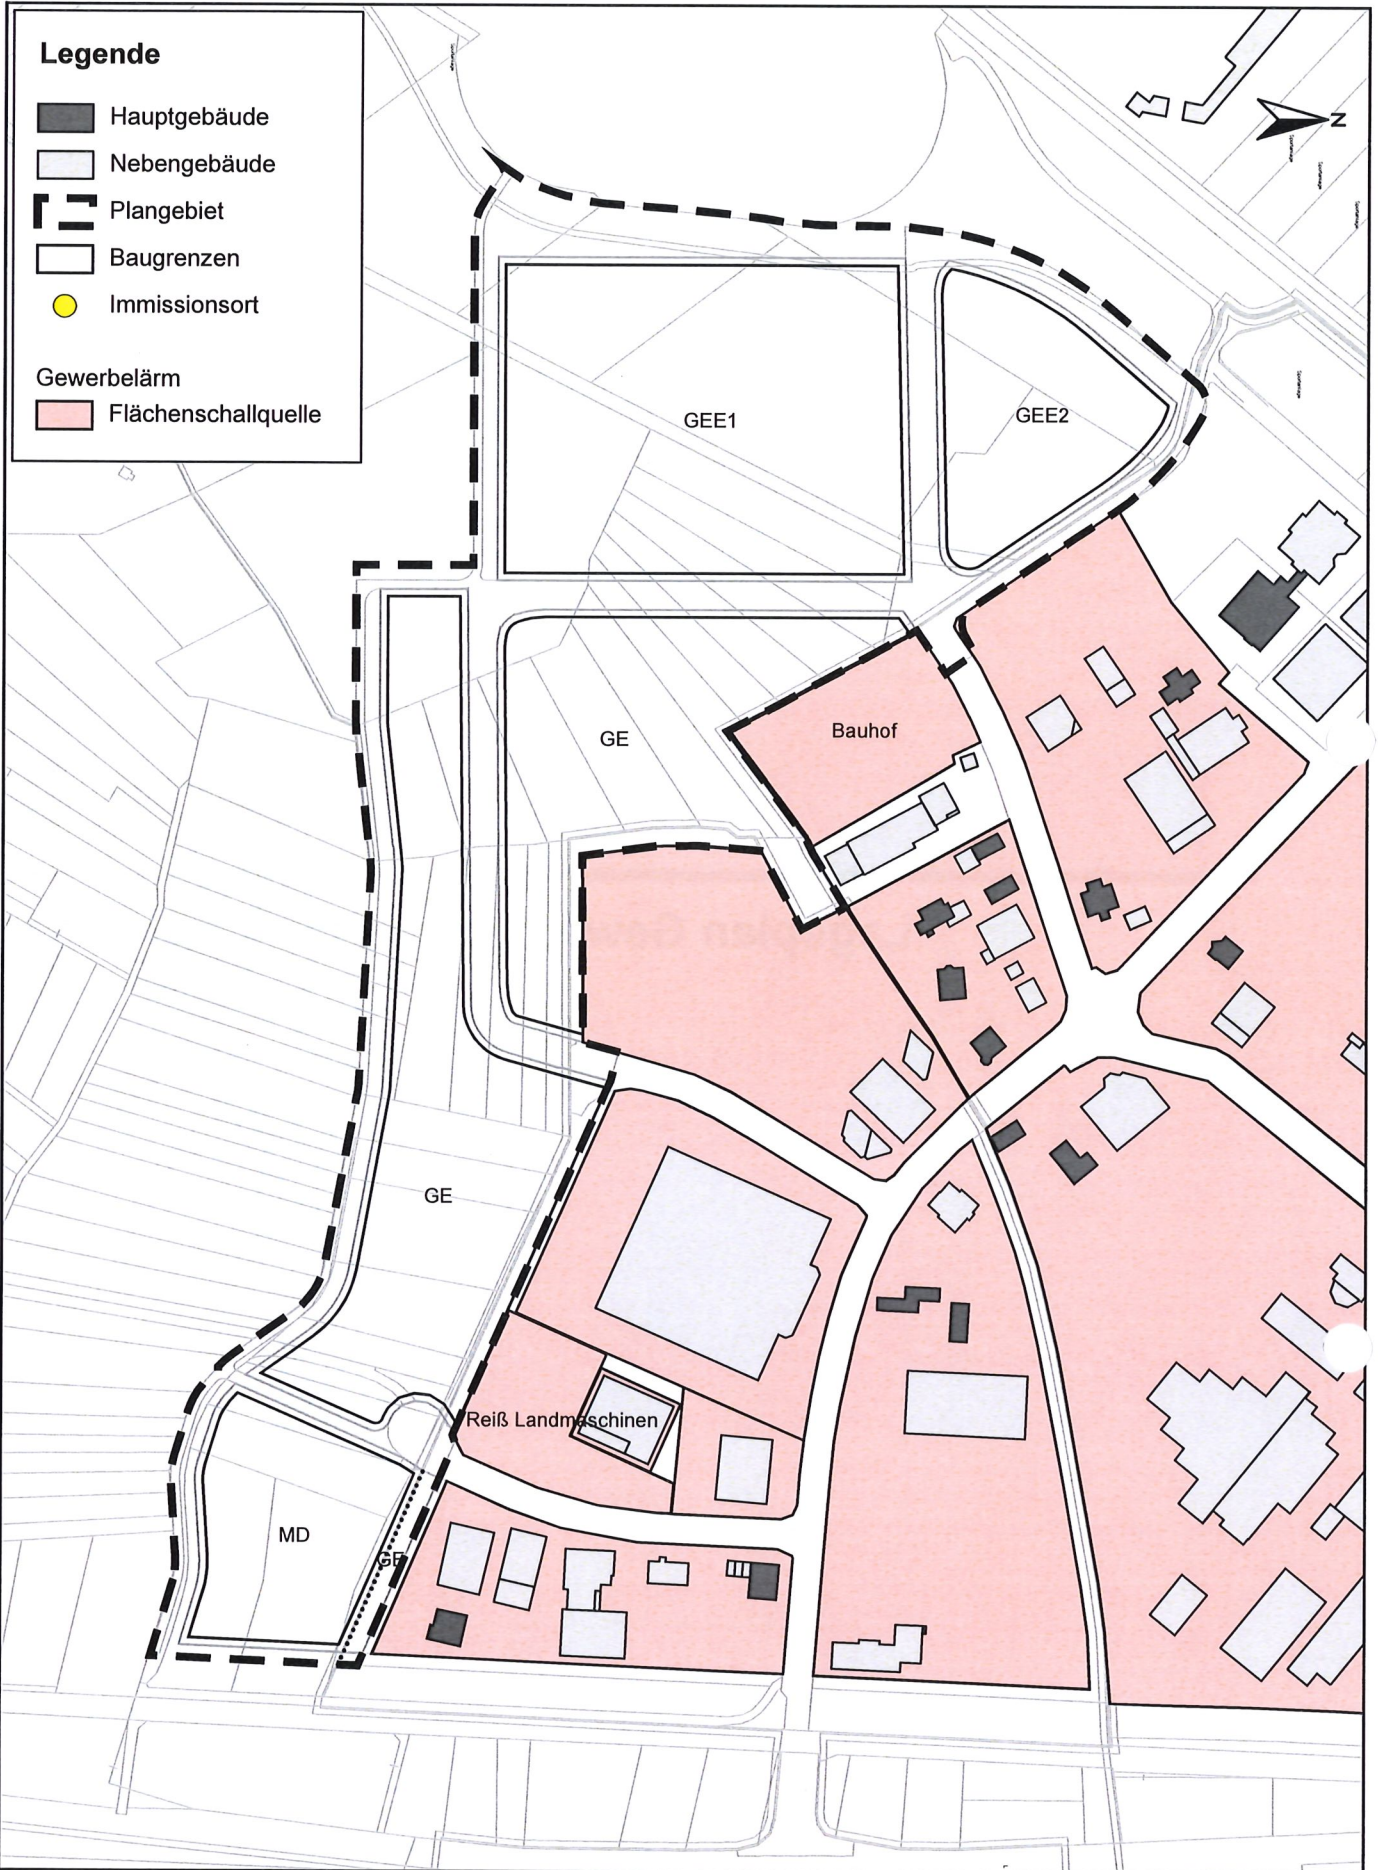 Legende
Hauptgebäude
Nebengebäude
Plangebiet
Baugrenzen
Immissionsort
Gewerbelärm
Flächenschallquelle
N
GEE1
GEE2
GE
Bauhof
GE
Reiß Landmaschinen
MD
GE